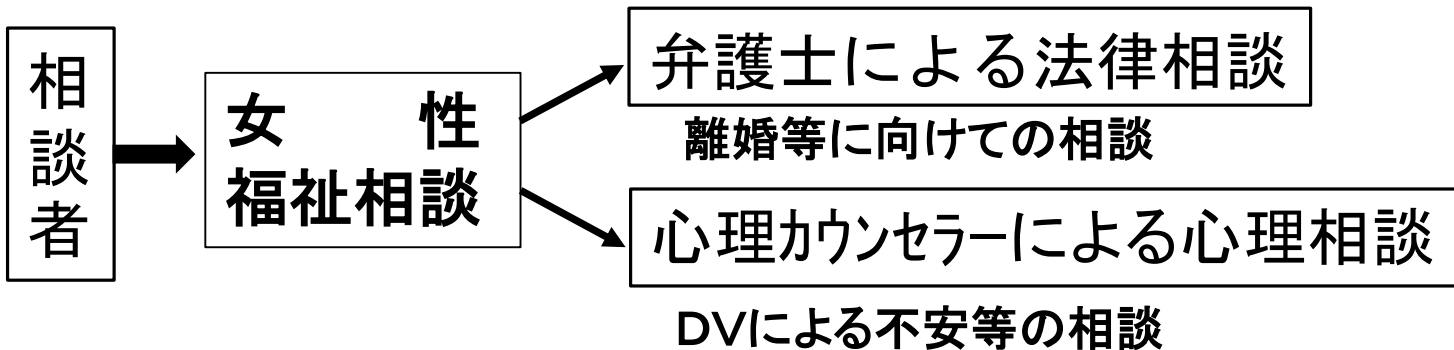 相談者
女性
福祉相談
弁護士による法律相談
離婚等に向けての相談
心理カウンセラーによる心理相談
DVによる不安等の相談